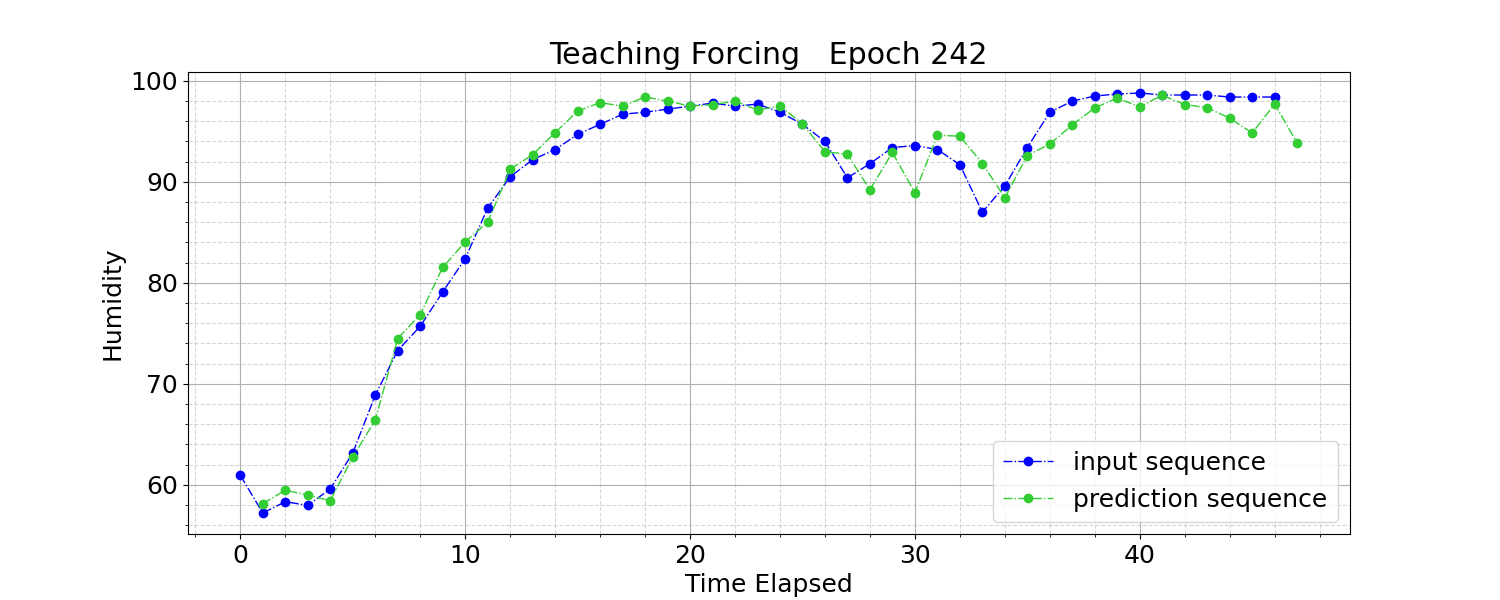 Teaching Forcing   Epoch 242
100
90
80
70
60
Humidity
0 10 20 30 40
Time Elapsed
input sequence
prediction sequence